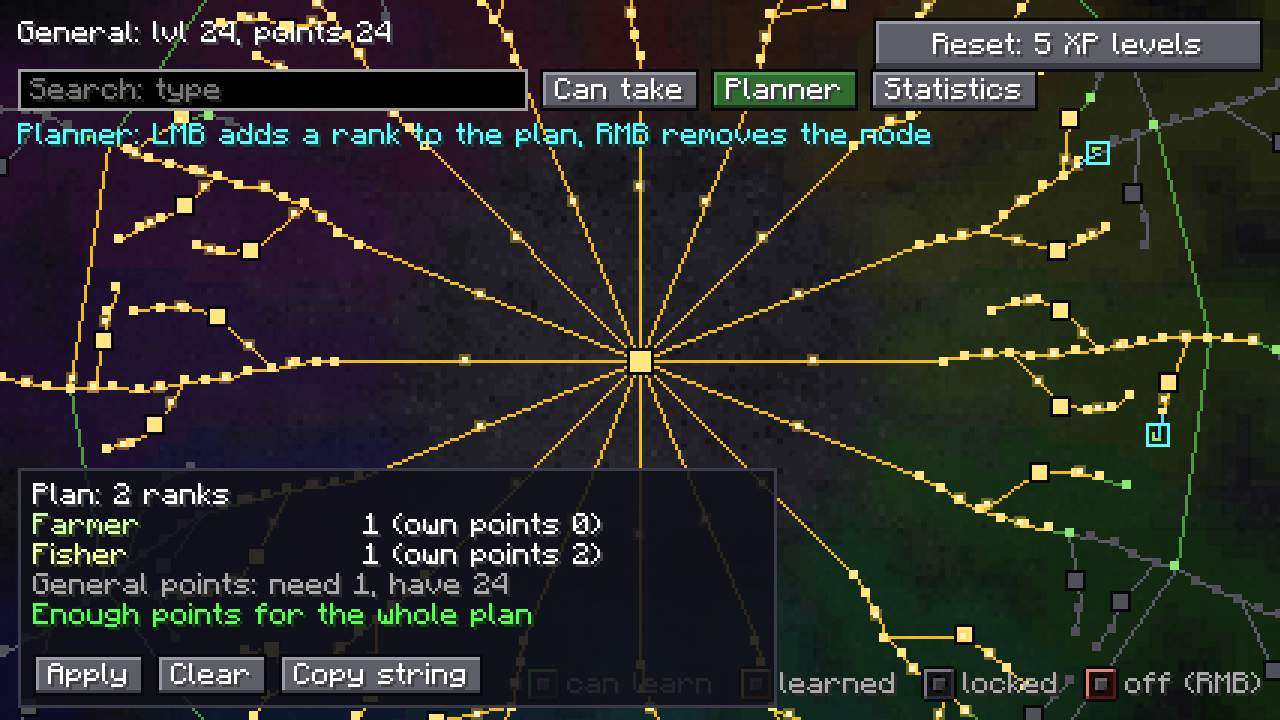 General: lvl 24, points 24
Reset: 5 XP levels
Search: type
Can take
Planner
Statistics
Planner: LMB adds a rank to the plan, RMB removes the node
Plan: 2 ranks
Farmer 1 (own points 0)
Fisher 1 (own points 2)
General points: need 1, have 24
Enough points for the whole plan
Apply
Clear
Copy string
can learn
learned
locked
off (RMB)